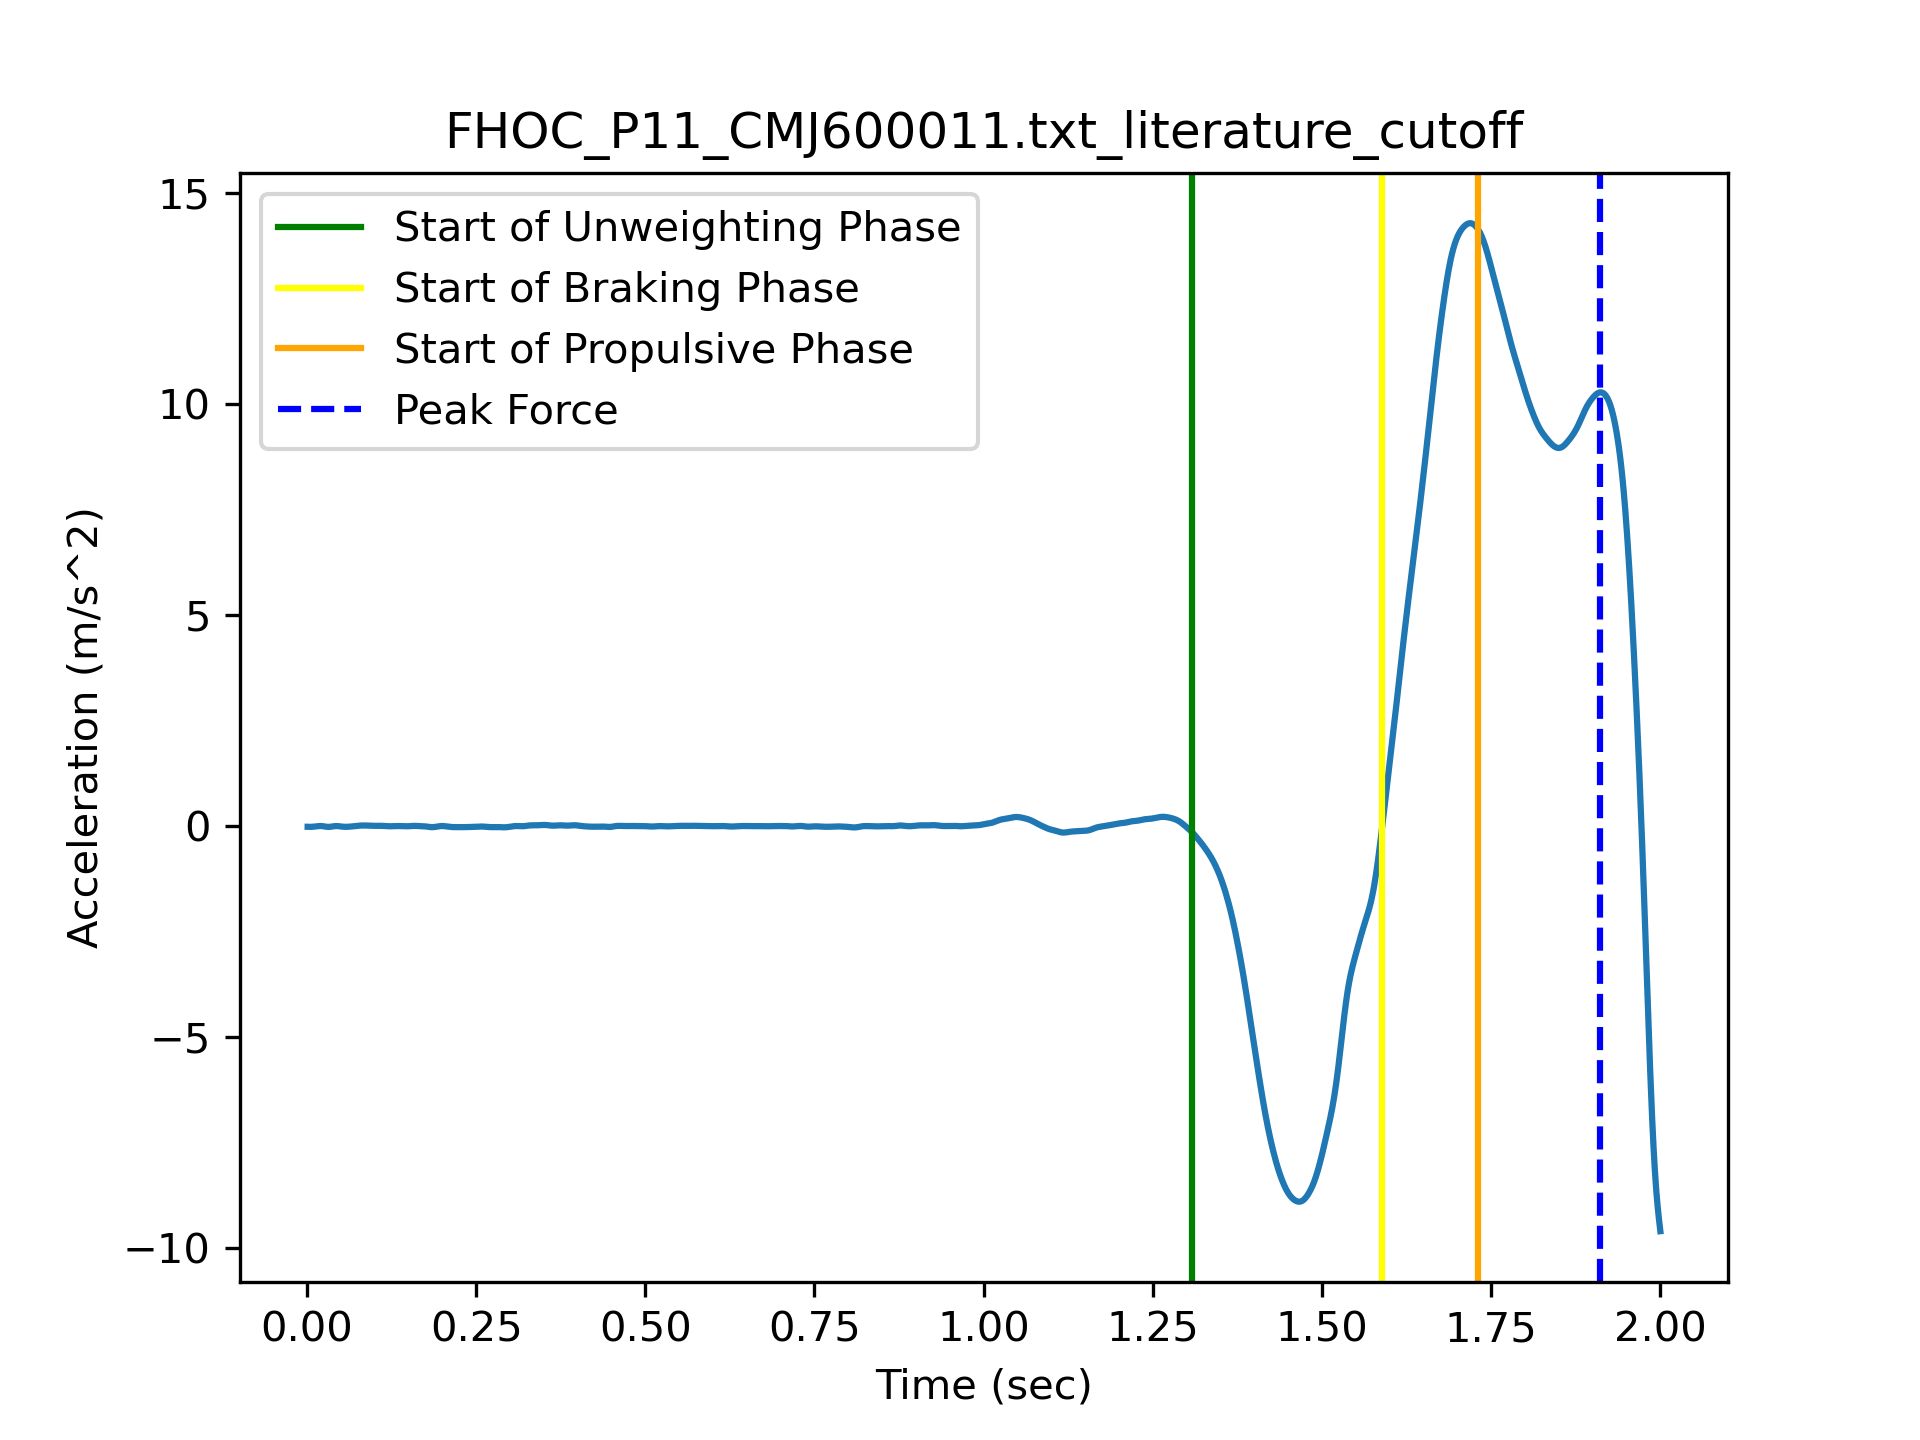 FHOC_P11_CMJ600011.txt_literature_cutoff
Start of Unweighting Phase
Start of Braking Phase
Start of Propulsive Phase
Peak Force
15
10
5
0
−5
−10
Acceleration (m/s^2)
0.00 0.25 0.50 0.75 1.00 1.25 1.50 1.75 2.00
Time (sec)